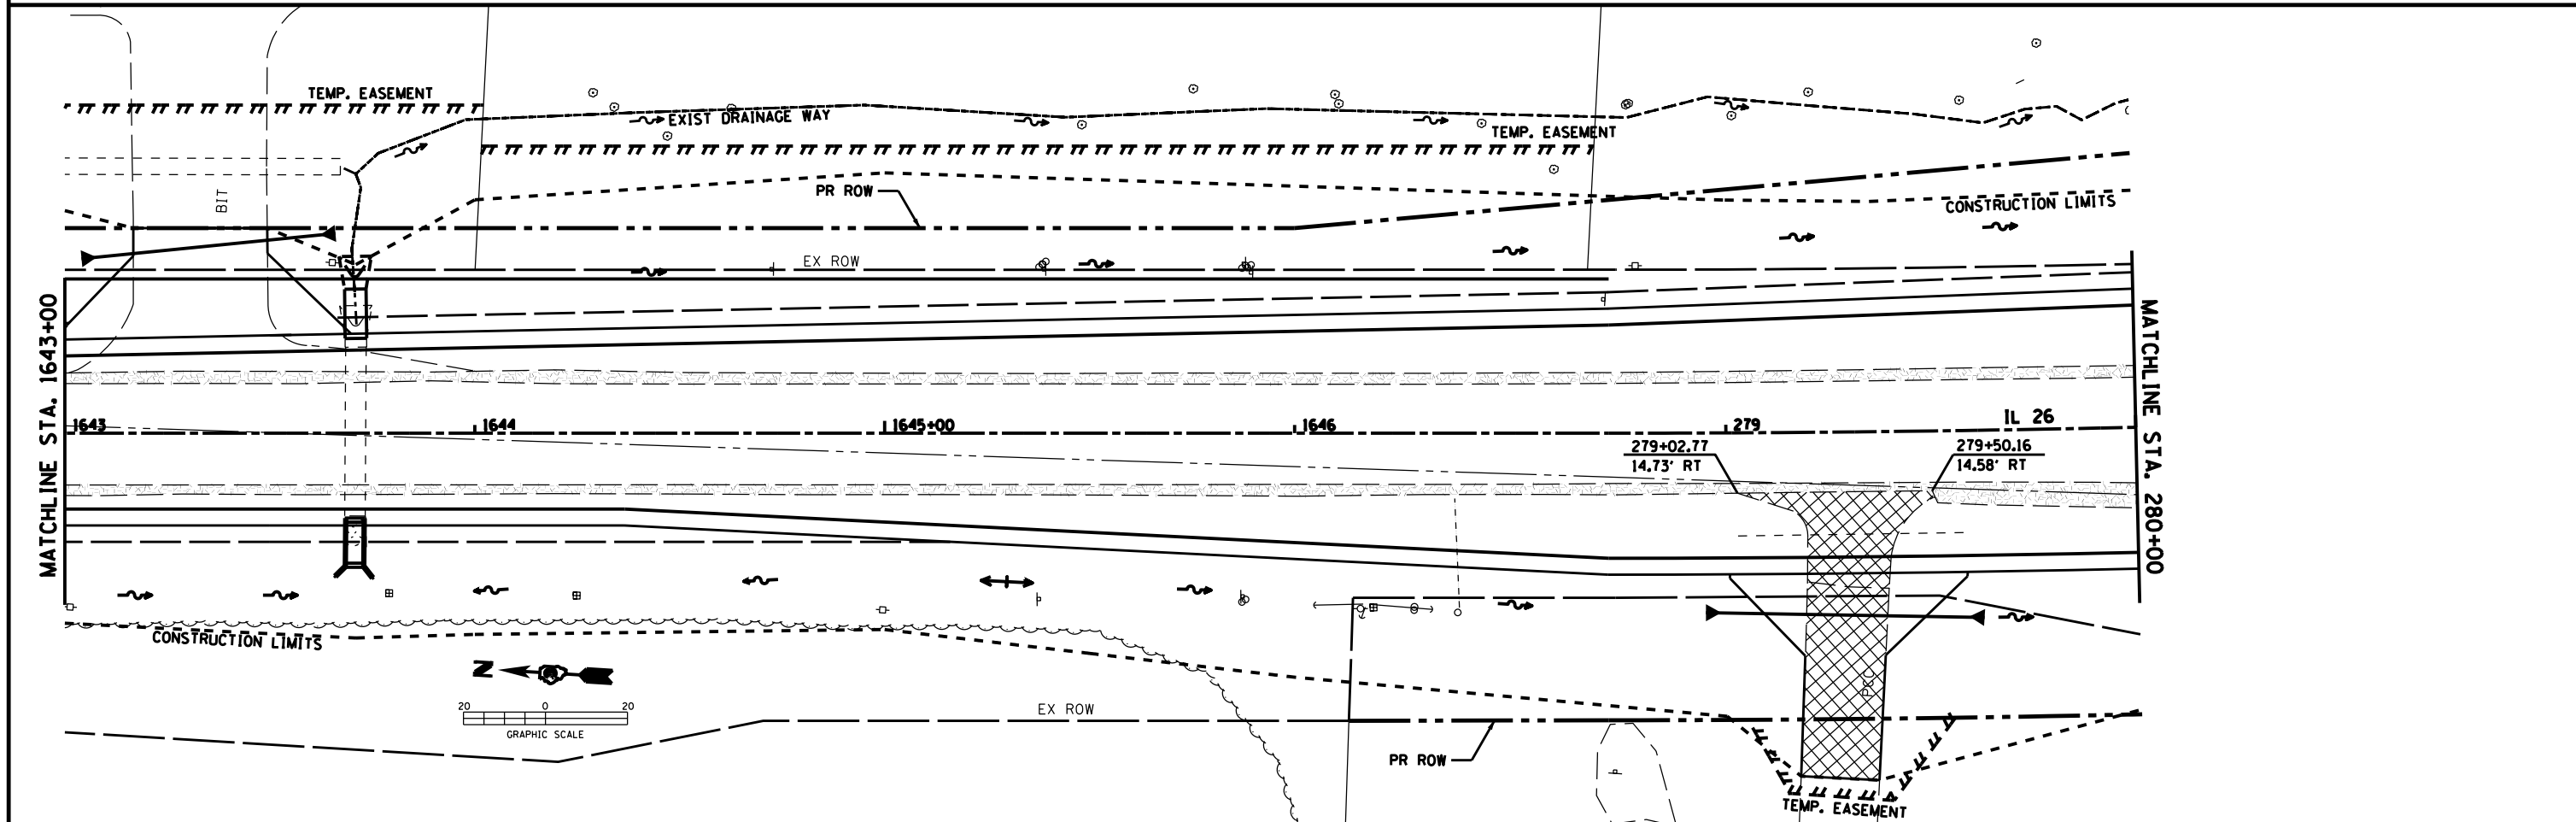 TEMP. EASEMENT
EXIST DRAINAGE WAY
TEMP. EASEMENT
BIT
PR ROW
CONSTRUCTION LIMITS
EX ROW
MATCHLINE STA. 1643+00
MATCHLINE STA. 280+00
1643
1644
1645+00
1646
279
IL 26
279+02.77
14.73' RT
279+50.16
14.58' RT
CONSTRUCTION LIMITS
N
20 0 20
GRAPHIC SCALE
EX ROW
PCC
PR ROW
TEMP. EASEMENT